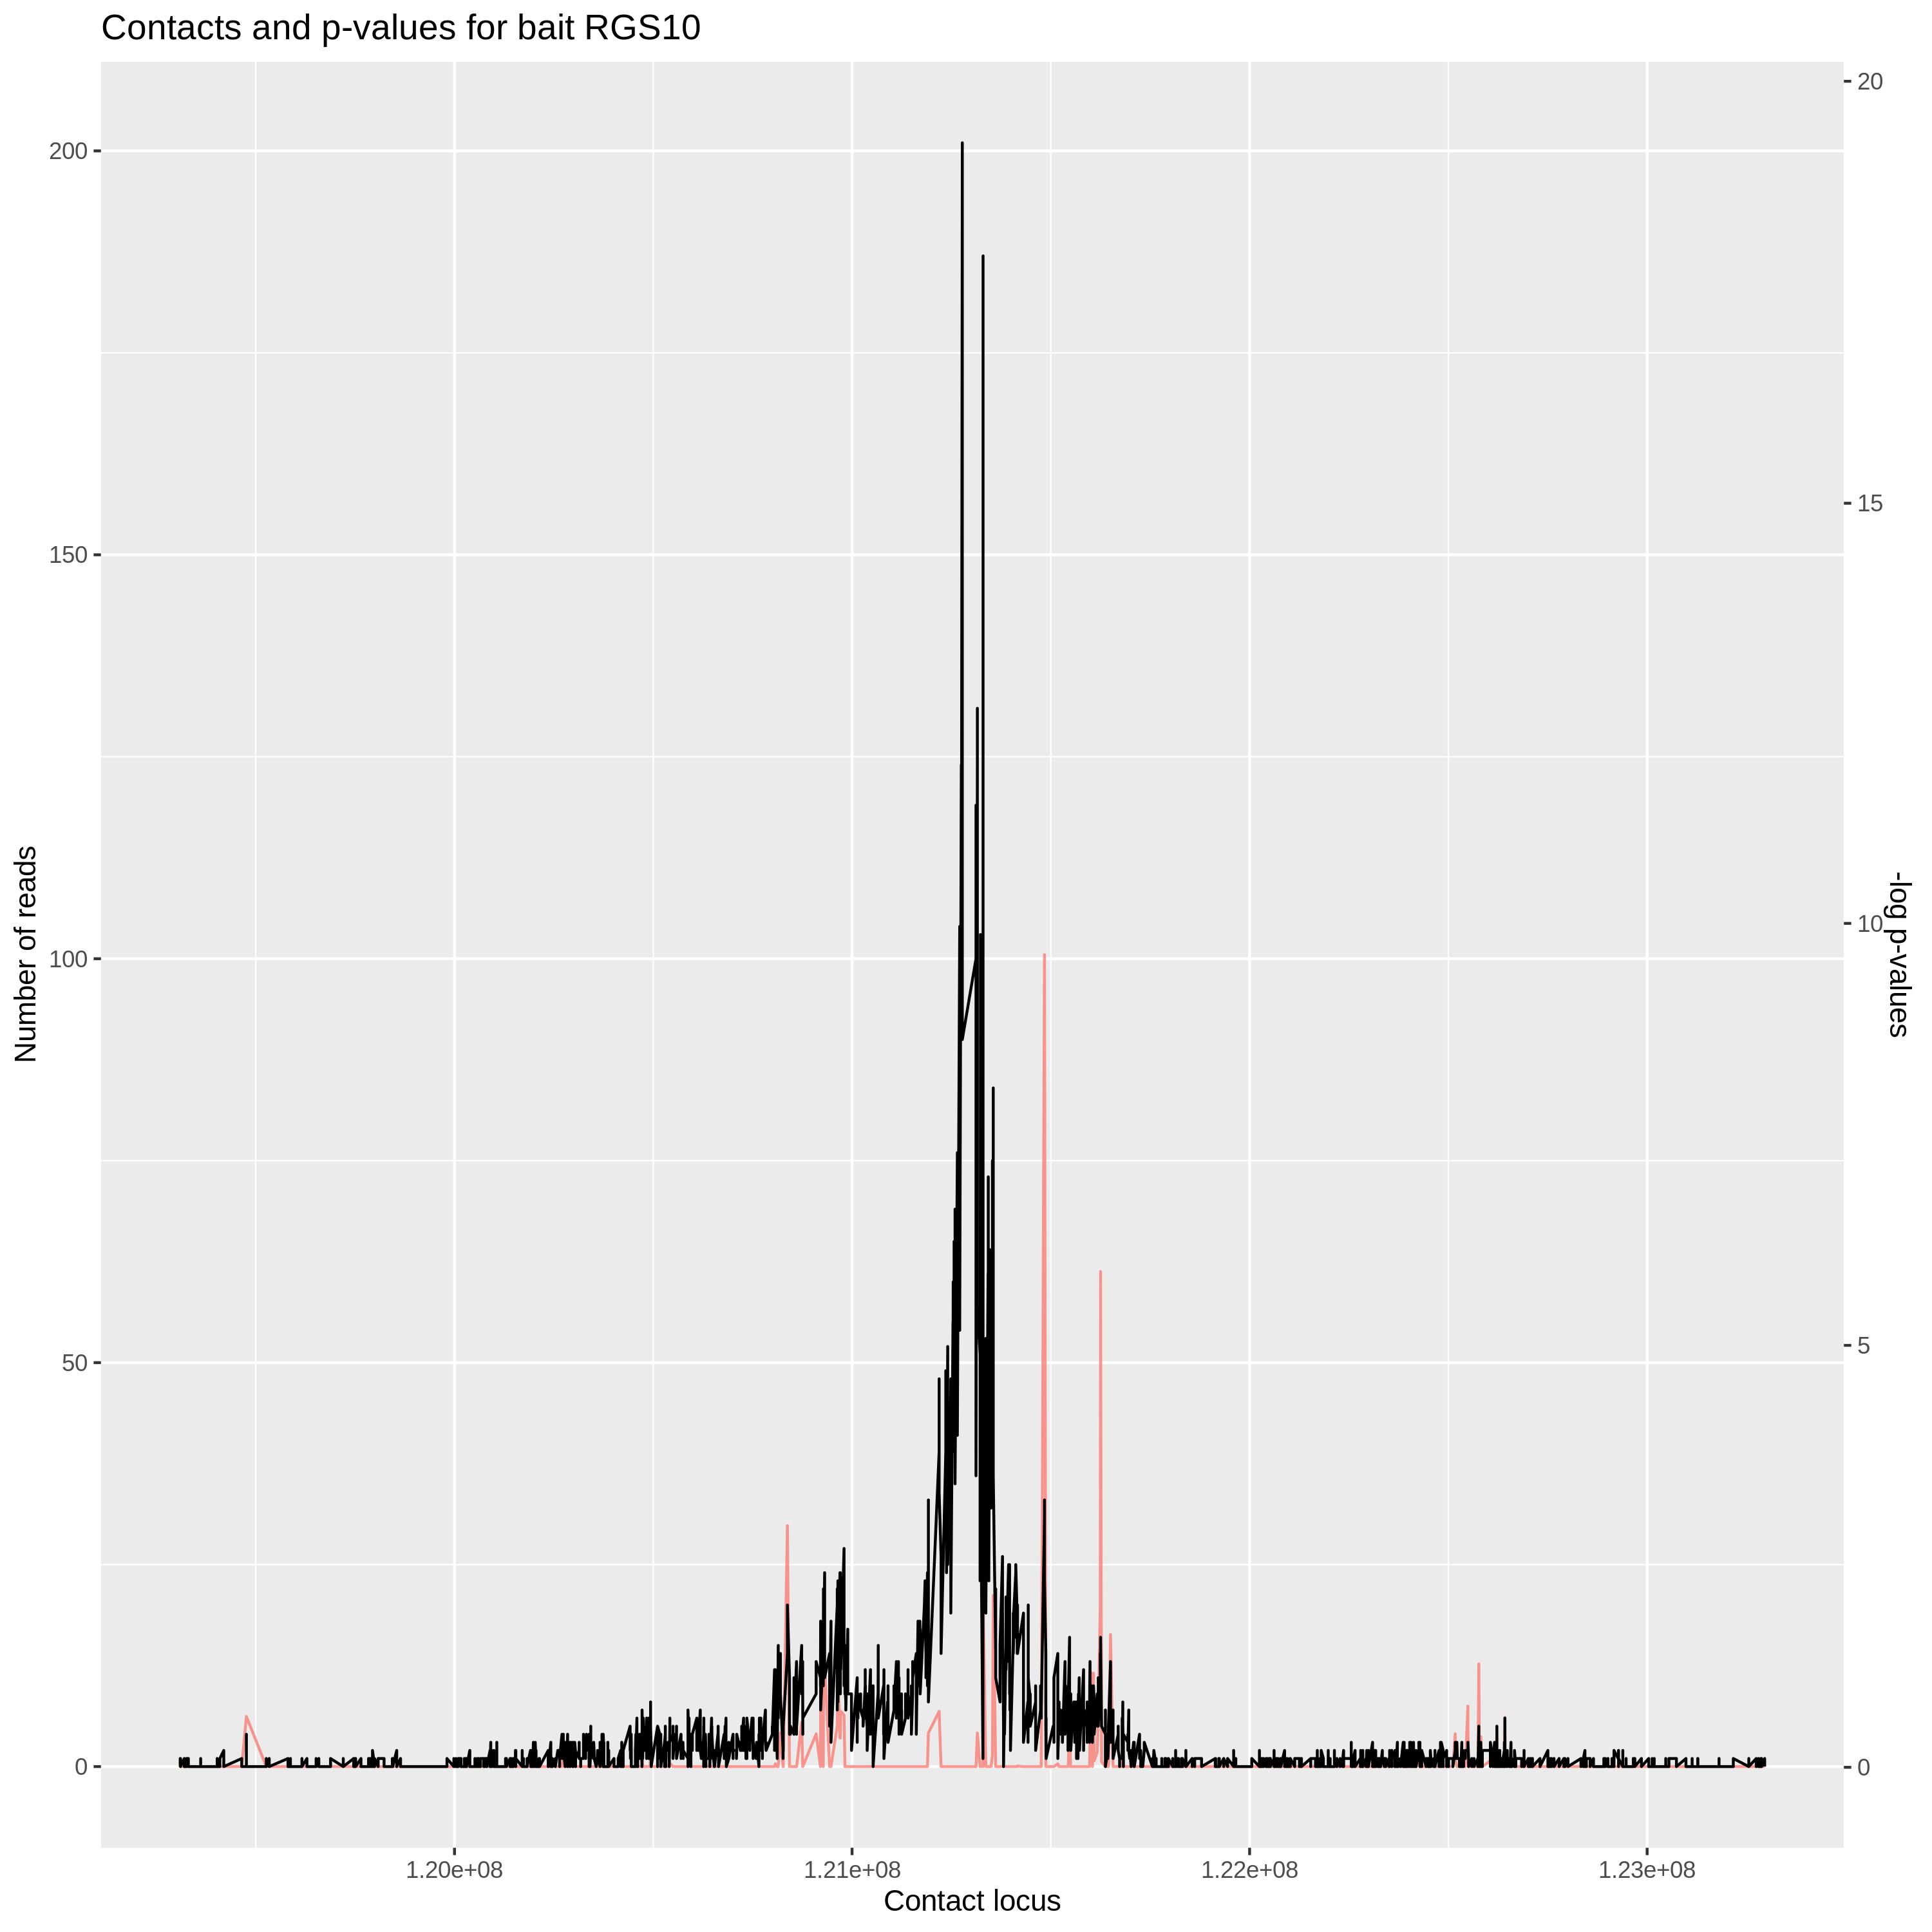 Contacts and p-values for bait RGS10
200
150
100
50
0
Number of reads
20
15
10
5
0
-log p-values
1.20e+08
1.21e+08
1.22e+08
1.23e+08
Contact locus